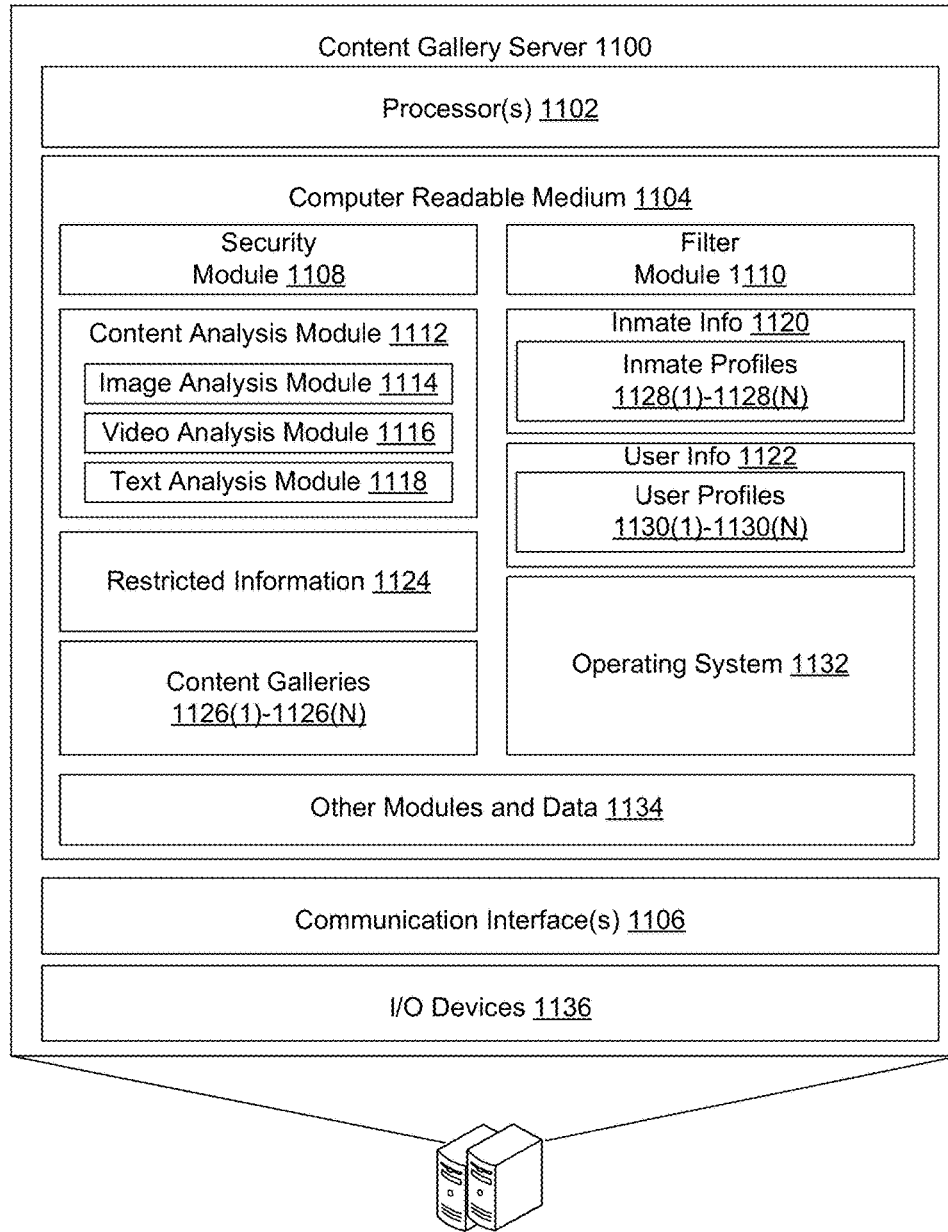 Content Gallery Server 1100
Processor(s) 1102
Computer Readable Medium 1104
Security
Module 1108
Filter
Module 1110
Content Analysis Module 1112
Image Analysis Module 1114
Video Analysis Module 1116
Text Analysis Module 1118
Inmate Info 1120
Inmate Profiles
1128(1)-1128(N)
User Info 1122
User Profiles
1130(1)-1130(N)
Restricted Information 1124
Content Galleries
1126(1)-1126(N)
Operating System 1132
Other Modules and Data 1134
Communication Interface(s) 1106
I/O Devices 1136